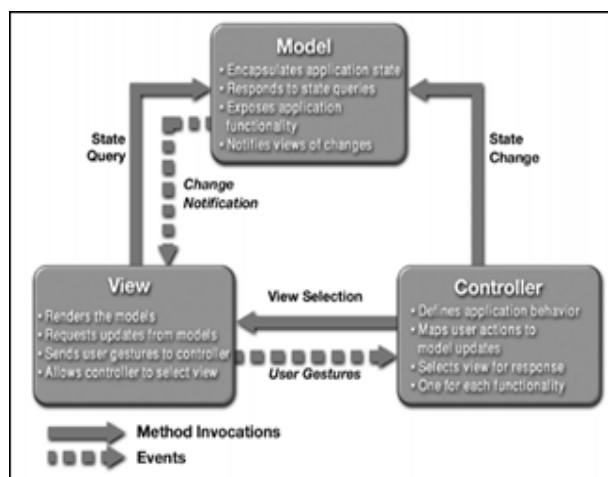 Model
• Encapsulates application state
• Responds to state queries
• Exposes application
functionality
• Notifies views of changes
State
Query
Change
Notification
State
Change
View
• Renders the models
• Requests updates from models
• Sends user gestures to controller
• Allows controller to select view
View Selection
User Gestures
Controller
• Defines application behavior
• Maps user actions to
model updates
• Selects view for response
• One for each functionality
Method Invocations
Events